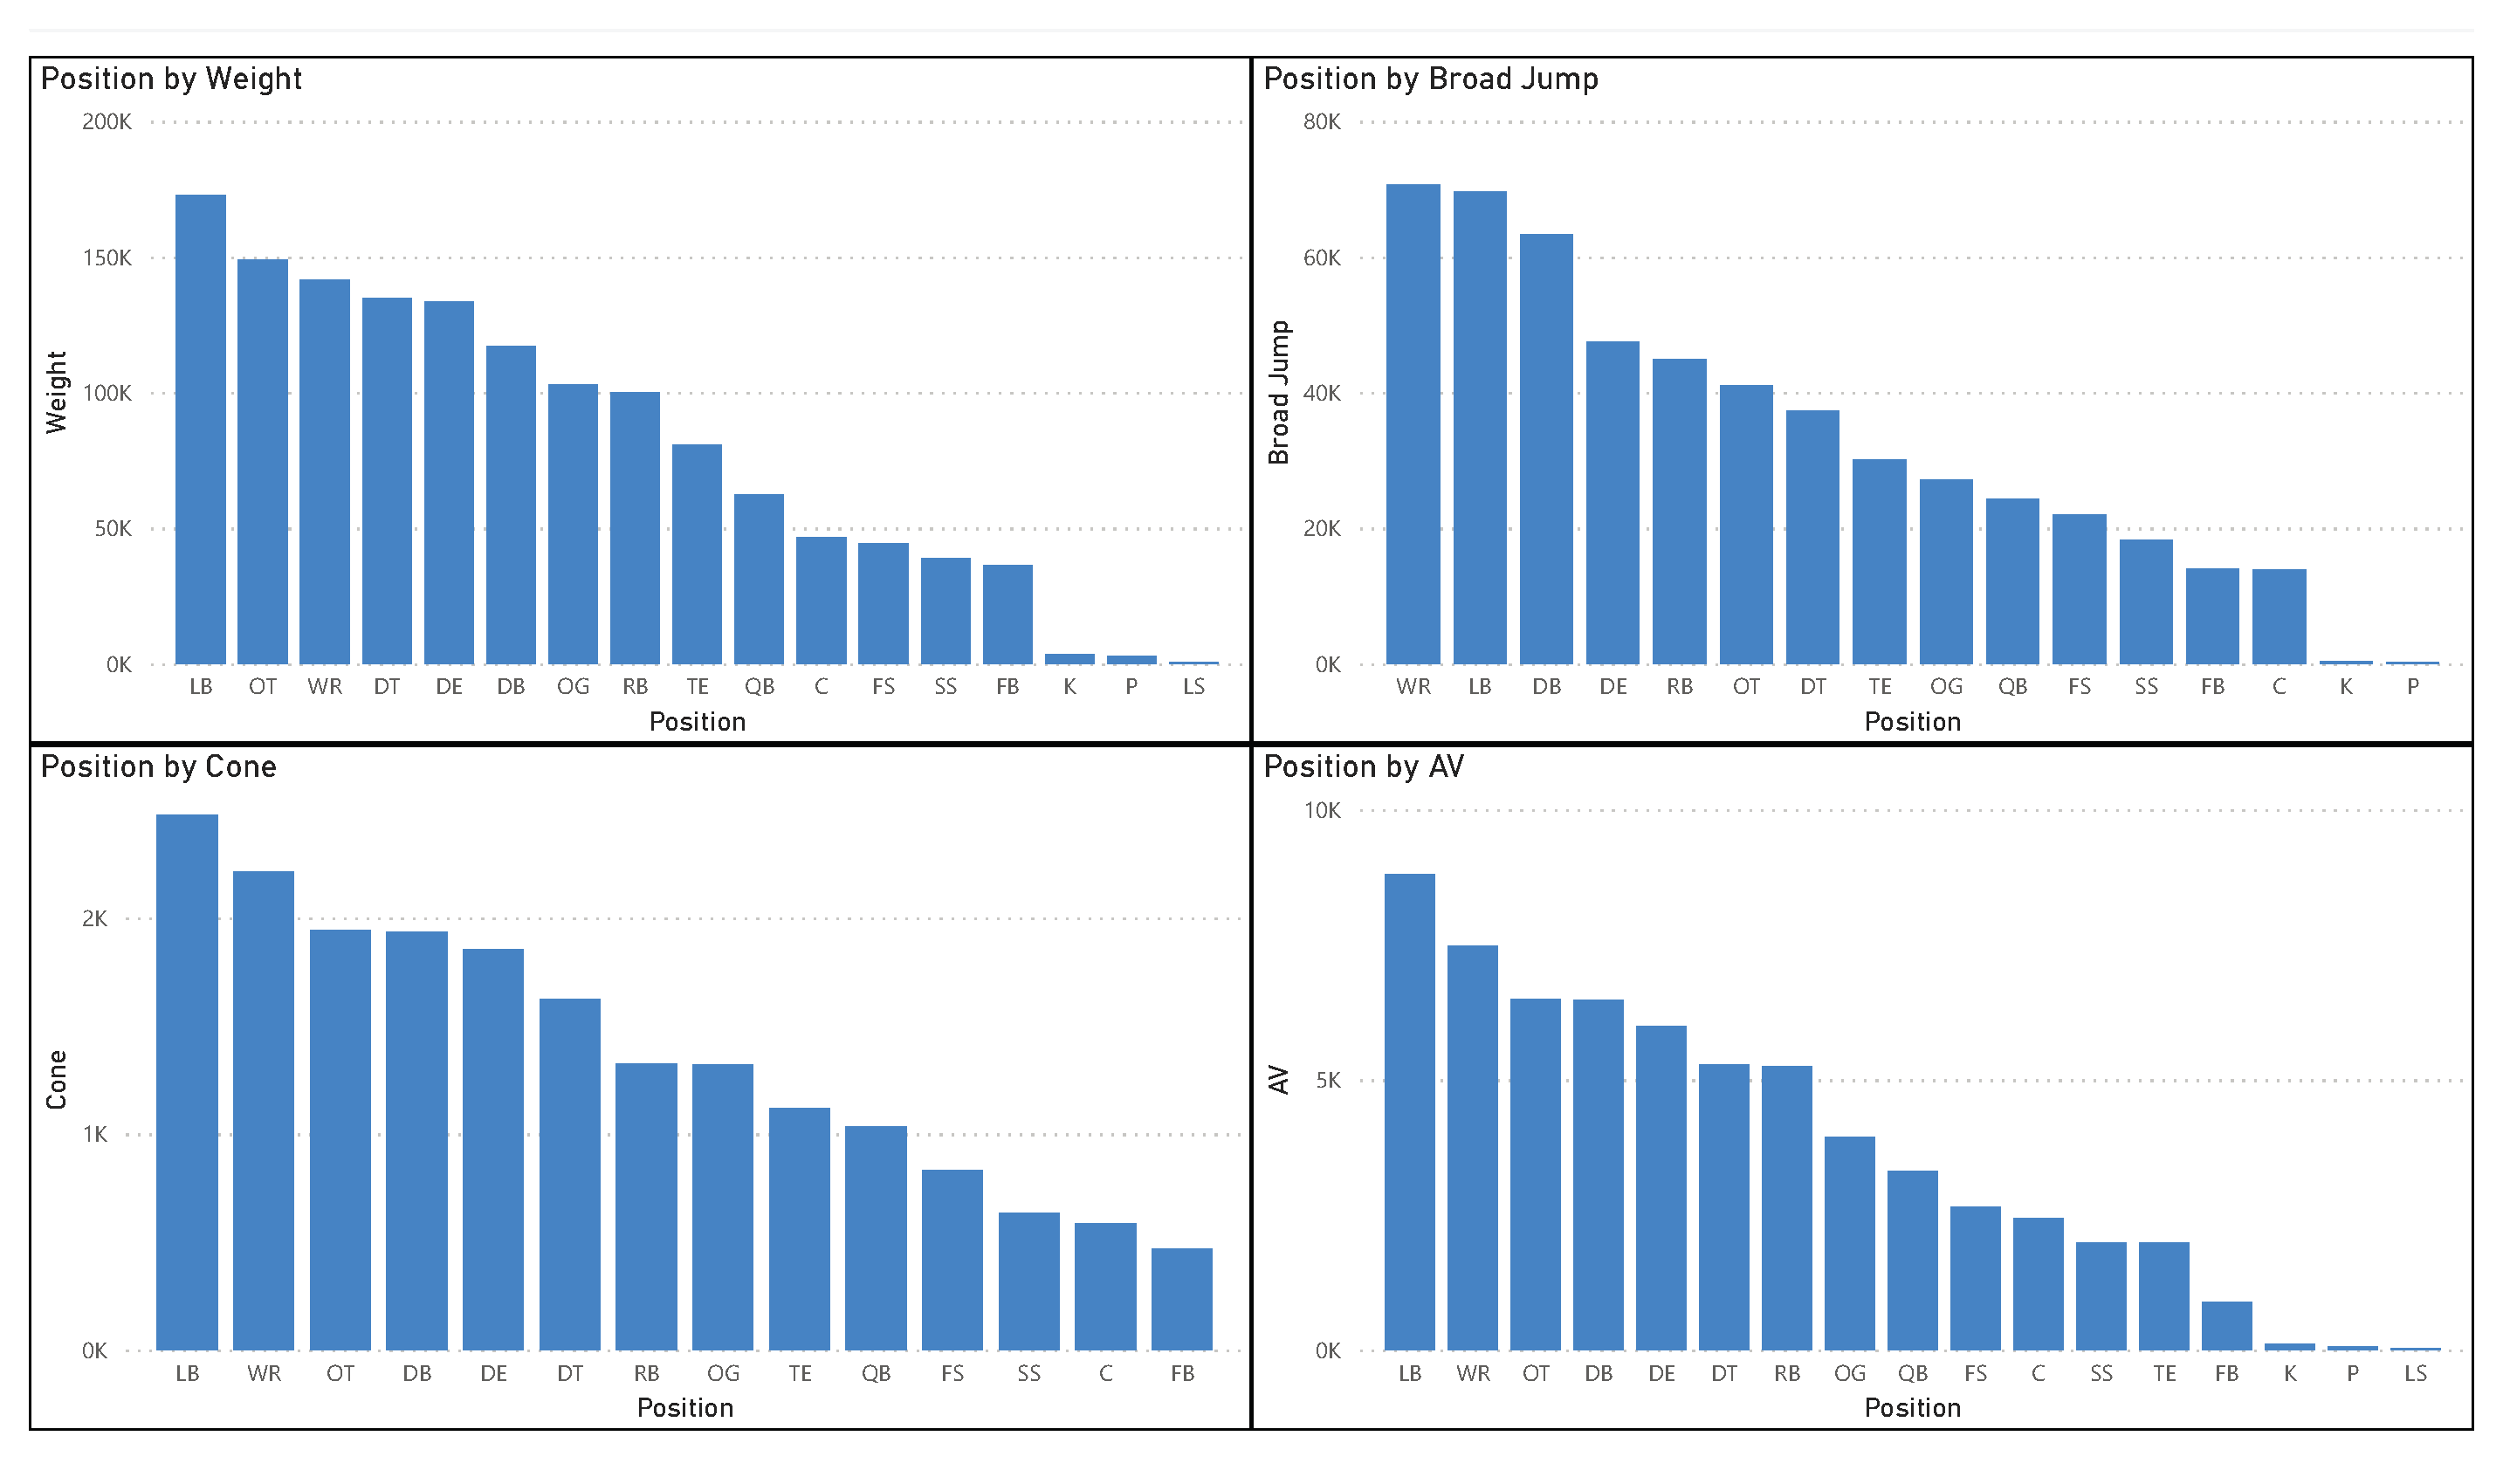 Position by Weight
200K
150K
100K
50K
0K
Weight
LB OT WR DT DE DB OG RB TE QB C FS SS FB K P LS
Position
Position by Broad Jump
80K
60K
40K
20K
0K
Broad Jump
WR LB DB DE RB OT DT TE OG QB FS SS FB C K P
Position
Position by Cone
2K
1K
0K
Cone
LB WR OT DB DE DT RB OG TE QB FS SS C FB
Position
Position by AV
10K
5K
0K
AV
LB WR OT DB DE DT RB OG QB FS C SS TE FB K P LS
Position